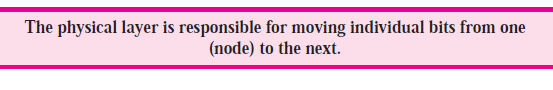 The physical layer is responsible for moving individual bits from one
(node) to the next.